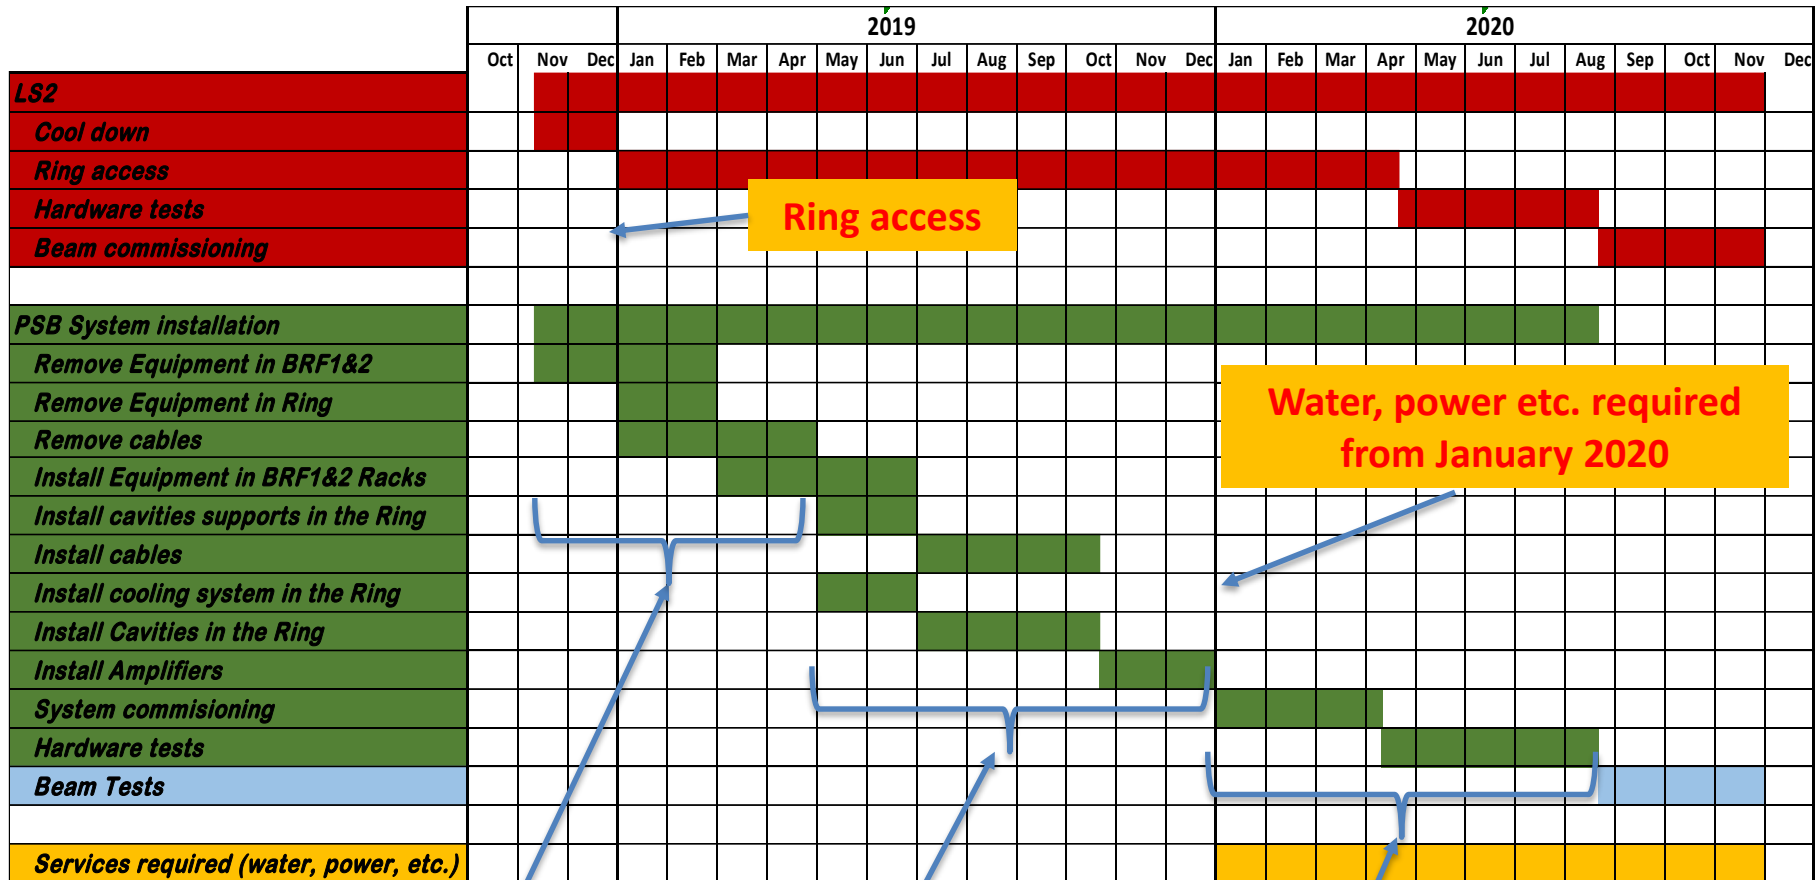 2019 2020
Oct Nov Dec Jan Feb Mar Apr May Jun Jul Aug Sep Oct Nov Dec Jan Feb Mar Apr May Jun Jul Aug Sep Oct Nov Dec
LS2
Cool down
Ring access
Hardware tests
Beam commissioning
Ring access
PSB System installation
Remove Equipment in BRF1&2
Remove Equipment in Ring
Remove cables
Install Equipment in BRF1&2 Racks
Install cavities supports in the Ring
Install cables
Install cooling system in the Ring
Install Cavities in the Ring
Install Amplifiers
System commisioning
Hardware tests
Beam Tests
Water, power etc. required
from January 2020
Services required (water, power, etc.)